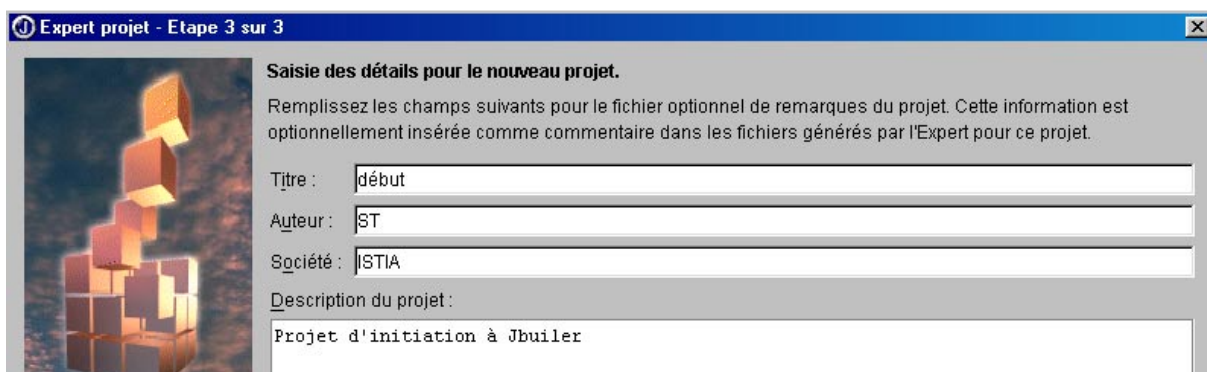 Expert projet - Etape 3 sur 3
Saisie des détails pour le nouveau projet.
Remplissez les champs suivants pour le fichier optionnel de remarques du projet. Cette information est
optionnellement insérée comme commentaire dans les fichiers générés par l'Expert pour ce projet.
Titre : début
Auteur : ST
Société : ISTIA
Description du projet :
Projet d'initiation à Jbuiler